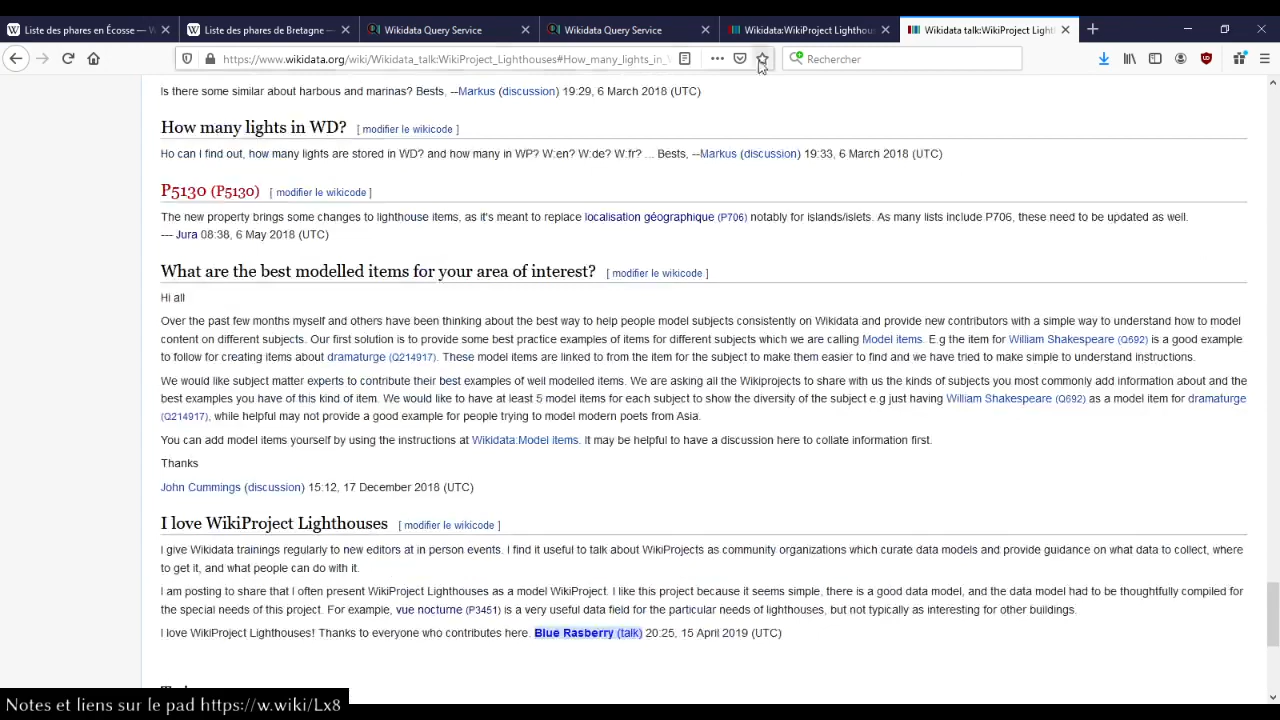 Liste des phares en Écosse — W
Liste des phares de Bretagne —
Wikidata Query Service
Wikidata Query Service
Wikidata:WikiProject Lighthous
Wikidata talk:WikiProject Light
https://www.wikidata.org/wiki/Wikidata_talk:WikiProject_Lighthouses#How_many_lights_in_
Rechercher
Is there some similar about harbous and marinas? Bests, --Markus (discussion) 19:29, 6 March 2018 (UTC)
How many lights in WD? [ modifier le wikicode ]
Ho can I find out, how many lights are stored in WD? and how many in WP? W:en? W:de? W:fr? ... Bests, --Markus (discussion) 19:33, 6 March 2018 (UTC)
P5130 (P5130) [ modifier le wikicode ]
The new property brings some changes to lighthouse items, as it's meant to replace localisation géographique (P706) notably for islands/islets. As many lists include P706, these need to be updated as well.
--- Jura 08:38, 6 May 2018 (UTC)
What are the best modelled items for your area of interest? [ modifier le wikicode ]
Hi all
Over the past few months myself and others have been thinking about the best way to help people model subjects consistently on Wikidata and provide new contributors with a simple way to understand how to model
content on different subjects. Our first solution is to provide some best practice examples of items for different subjects which we are calling Model items. E.g the item for William Shakespeare (Q692) is a good example
to follow for creating items about dramaturge (Q214917). These model items are linked to from the item for the subject to make them easier to find and we have tried to make simple to understand instructions.
We would like subject matter experts to contribute their best examples of well modelled items. We are asking all the Wikiprojects to share with us the kinds of subjects you most commonly add information about and the
best examples you have of this kind of item. We would like to have at least 5 model items for each subject to show the diversity of the subject e.g just having William Shakespeare (Q692) as a model item for dramaturge
(Q214917), while helpful may not provide a good example for people trying to model modern poets from Asia.
You can add model items yourself by using the instructions at Wikidata:Model items. It may be helpful to have a discussion here to collate information first.
Thanks
John Cummings (discussion) 15:12, 17 December 2018 (UTC)
I love WikiProject Lighthouses [ modifier le wikicode ]
I give Wikidata trainings regularly to new editors at in person events. I find it useful to talk about WikiProjects as community organizations which curate data models and provide guidance on what data to collect, where
to get it, and what people can do with it.
I am posting to share that I often present WikiProject Lighthouses as a model WikiProject. I like this project because it seems simple, there is a good data model, and the data model had to be thoughtfully compiled for
the special needs of this project. For example, vue nocturne (P3451) is a very useful data field for the particular needs of lighthouses, but not typically as interesting for other buildings.
I love WikiProject Lighthouses! Thanks to everyone who contributes here. Blue Rasberry (talk) 20:25, 15 April 2019 (UTC)
Notes et liens sur le pad https://w.wiki/Lx8